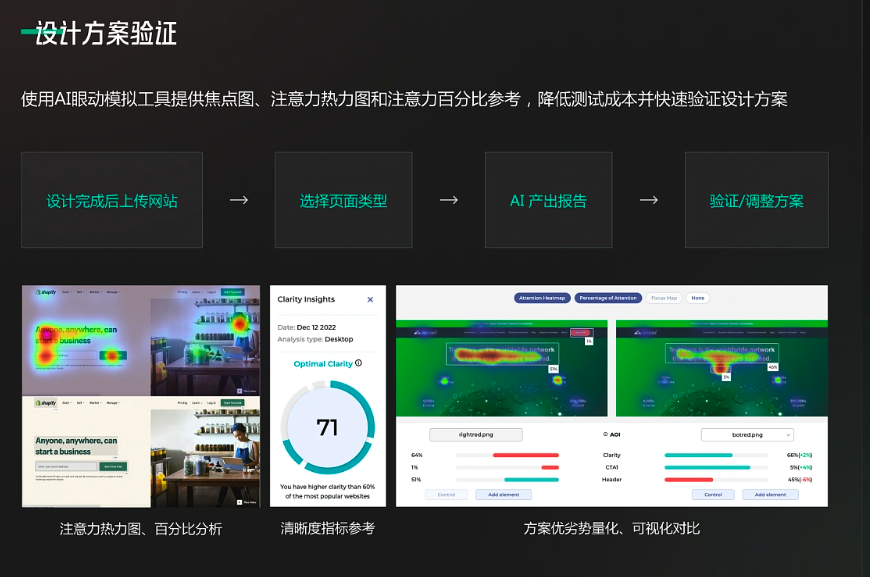 设计方案验证
使用AI眼动模拟工具提供焦点图、注意力热力图和注意力百分比参考，降低测试成本并快速验证设计方案
设计完成后上传网站
→
选择页面类型
→
AI 产出报告
→
验证/调整方案
shopify
Anyone, anywhere, can
start a business
shopify
Anyone, anywhere, can
start a business
注意力热力图、百分比分析
Clarity Insights
×
Date: Dec 12 2022
Analysis type: Desktop
Optimal Clarity
71
You have higher clarity than 60%
of the most popular websites
清晰度指标参考
Attention Heatmap
Percentage of Attention
Focus Map
None
51%
1%
45%
5%
rightred.png
AOI
botred.png
64%
Clarity
66%(+2%)
1%
CTA1
5%(+4%)
51%
Header
45%(-6%)
Control
Add element
Control
Add element
方案优劣势量化、可视化对比